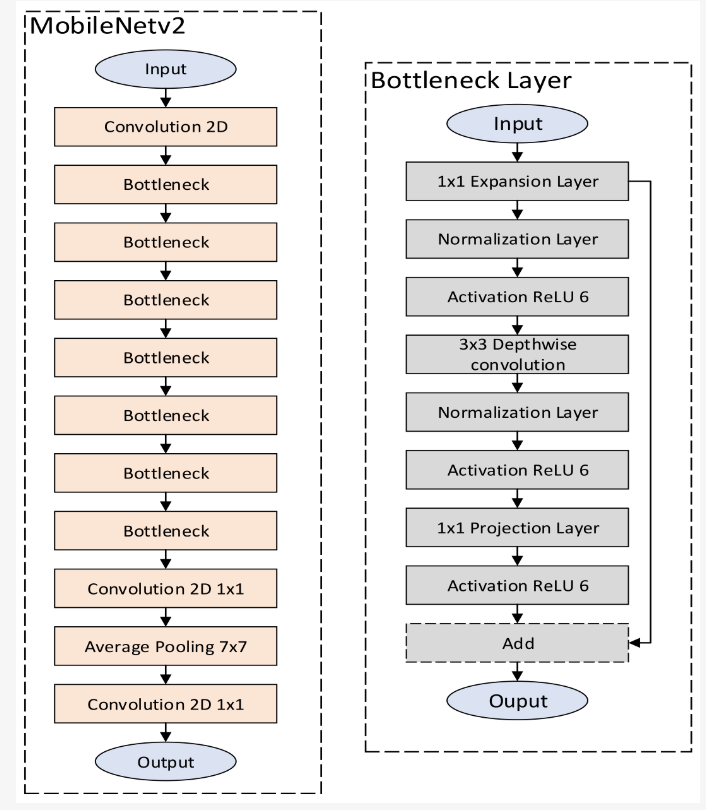 MobileNetv2
Input
Convolution 2D
Bottleneck
Bottleneck
Bottleneck
Bottleneck
Bottleneck
Bottleneck
Bottleneck
Convolution 2D 1x1
Average Pooling 7x7
Convolution 2D 1x1
Output
Bottleneck Layer
Input
1x1 Expansion Layer
Normalization Layer
Activation ReLU 6
3x3 Depthwise
convolution
Normalization Layer
Activation ReLU 6
1x1 Projection Layer
Activation ReLU 6
Add
Ouput